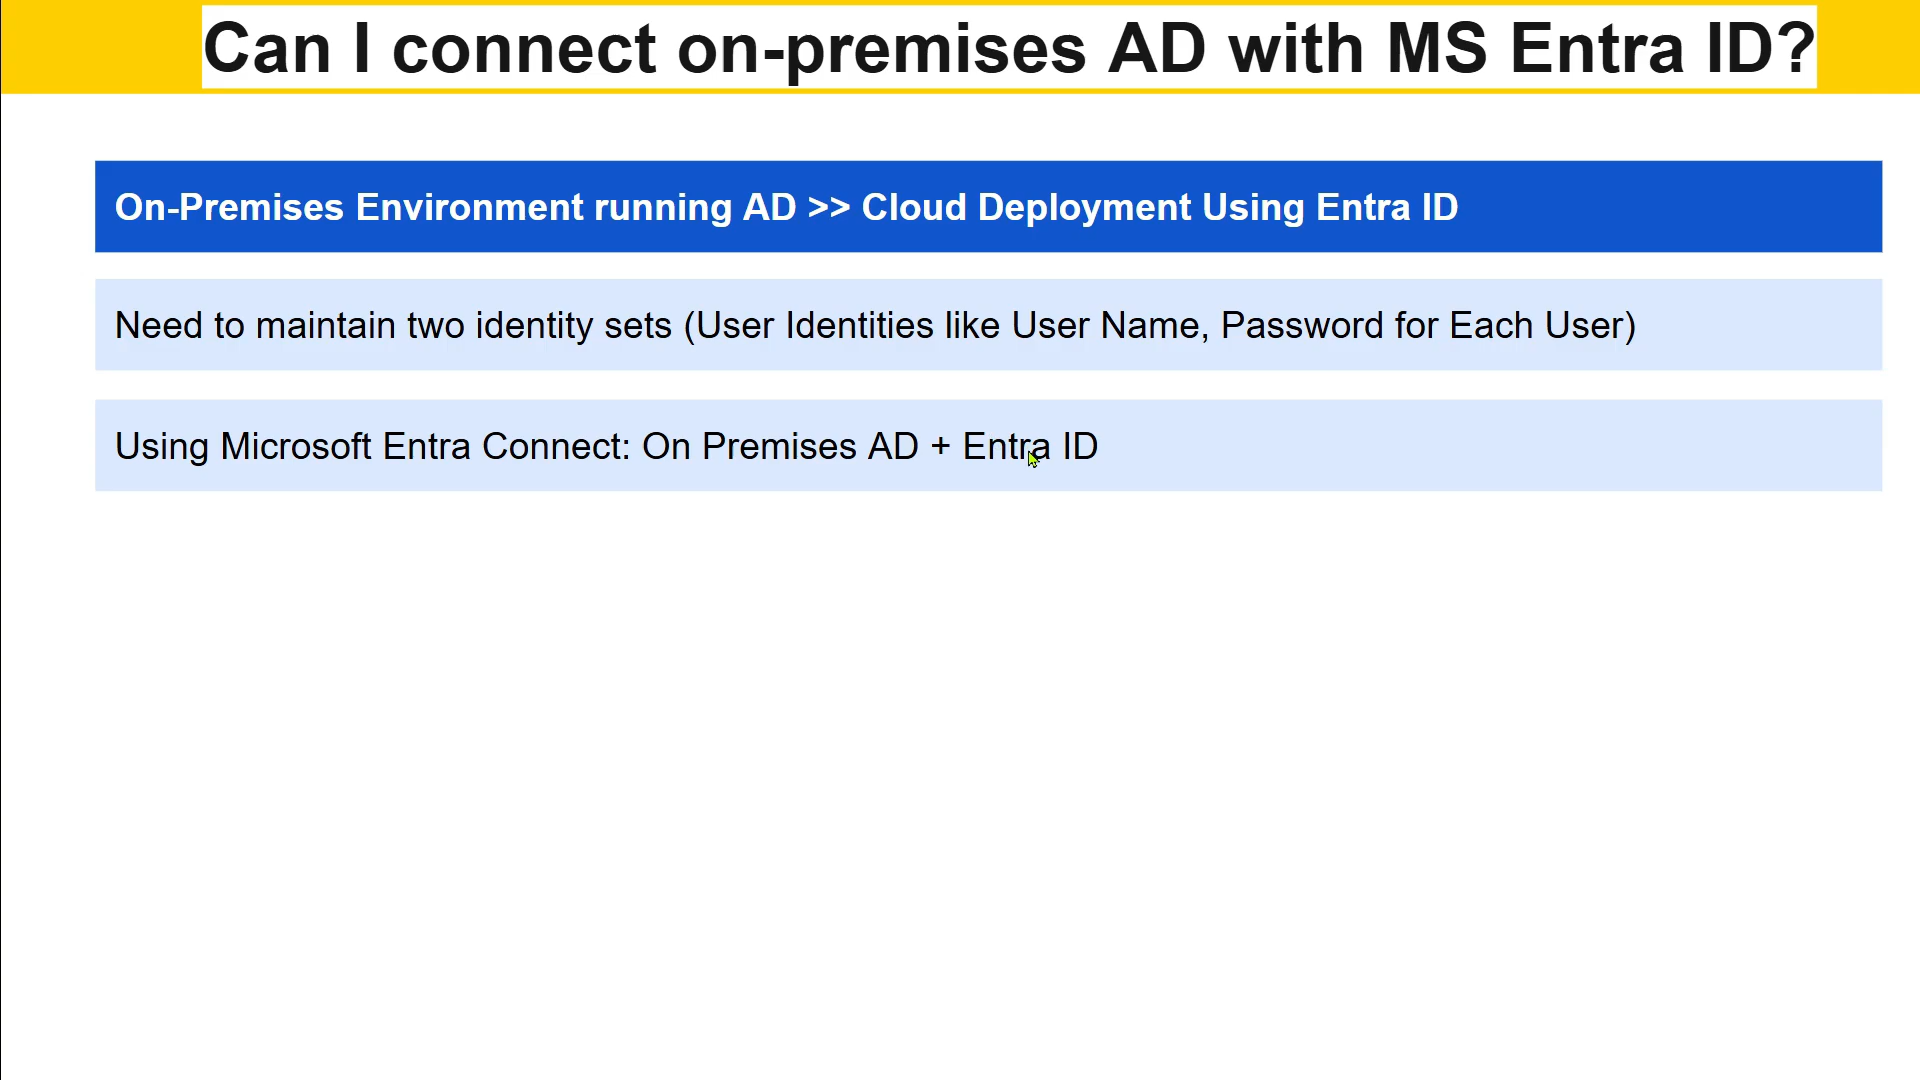 Can I connect on-premises AD with MS Entra ID?
On-Premises Environment running AD >> Cloud Deployment Using Entra ID
Need to maintain two identity sets (User Identities like User Name, Password for Each User)
Using Microsoft Entra Connect: On Premises AD + Entra ID